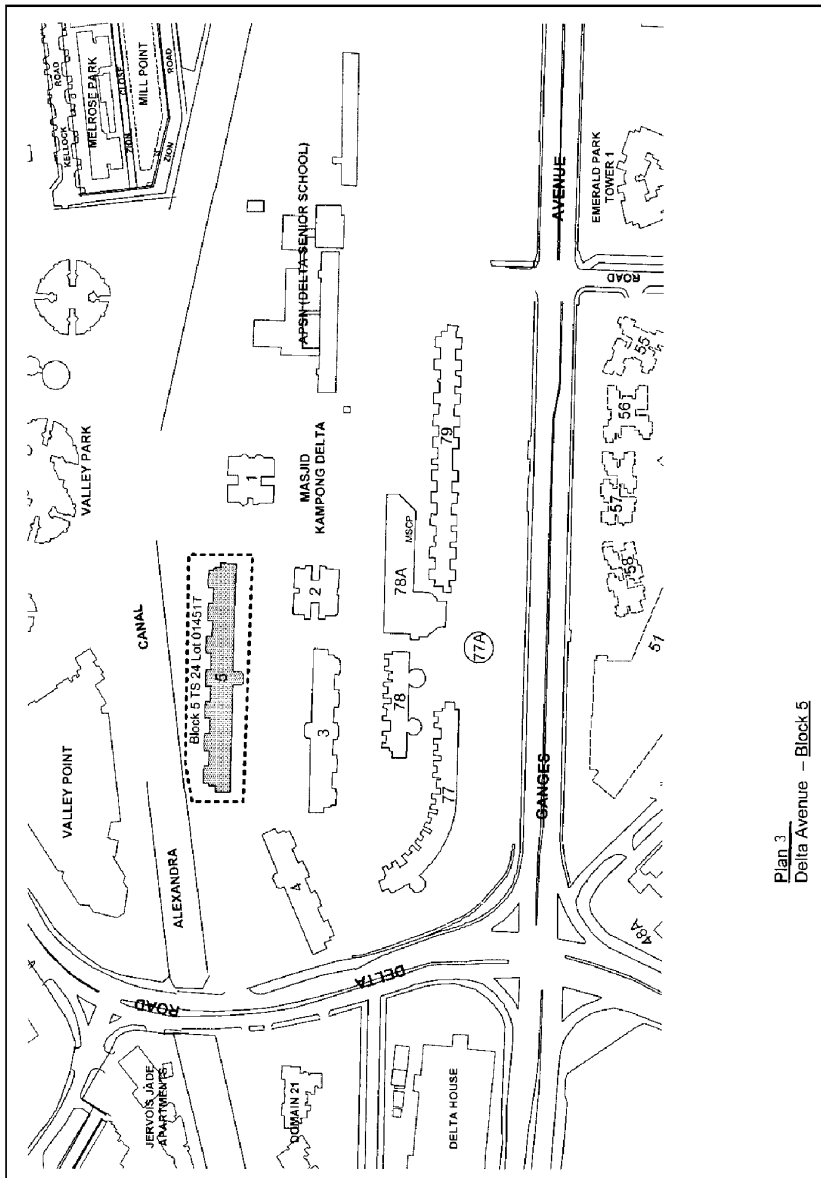 KELLOCK
ROAD
MELROSE PARK
CLOSE
ZION
MILL POINT
ZION
ROAD
VALLEY PARK
VALLEY POINT
CANAL
ALEXANDRA
Block 5 TS 24 Lot 01451T
5
1
2
3
4
MASJID
KAMPONG DELTA
APSN (DELTA SENIOR SCHOOL)
79
78A
MSCP
78
77
77A
ROAD
DELTA
JERVOIS JADE
APARTMENTS
DOMAIN 21
DELTA HOUSE
GANGES
AVENUE
EMERALD PARK
TOWER 1
ROAD
55
56
57
58
51
48A
Plan 3
Delta Avenue – Block 5